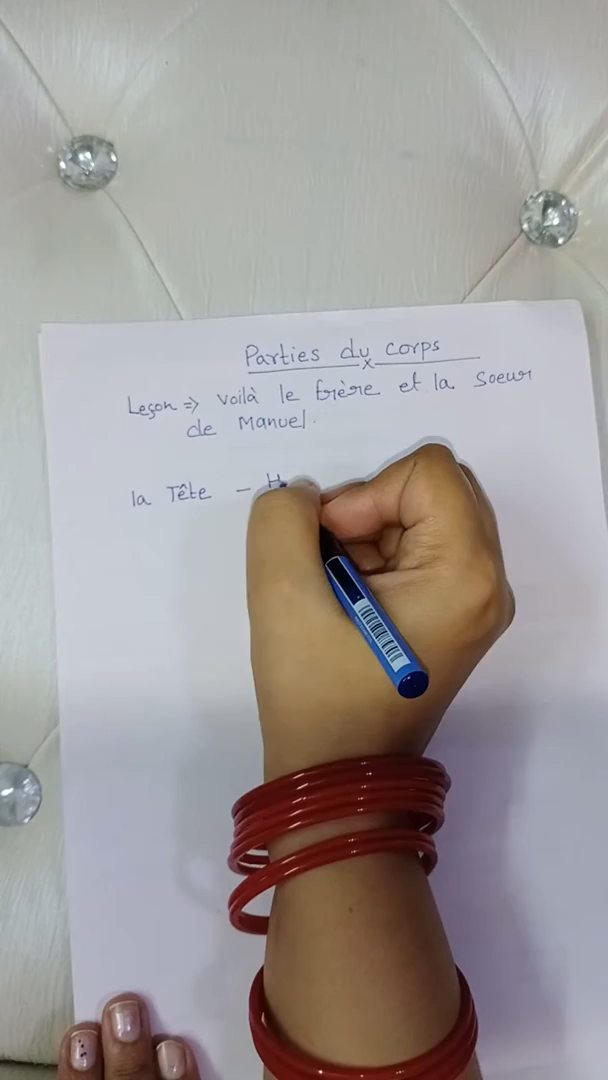 Parties du corps
x
Leçon ⇒ voilà le frère et la soeur
de Manuel.
la Tête – H